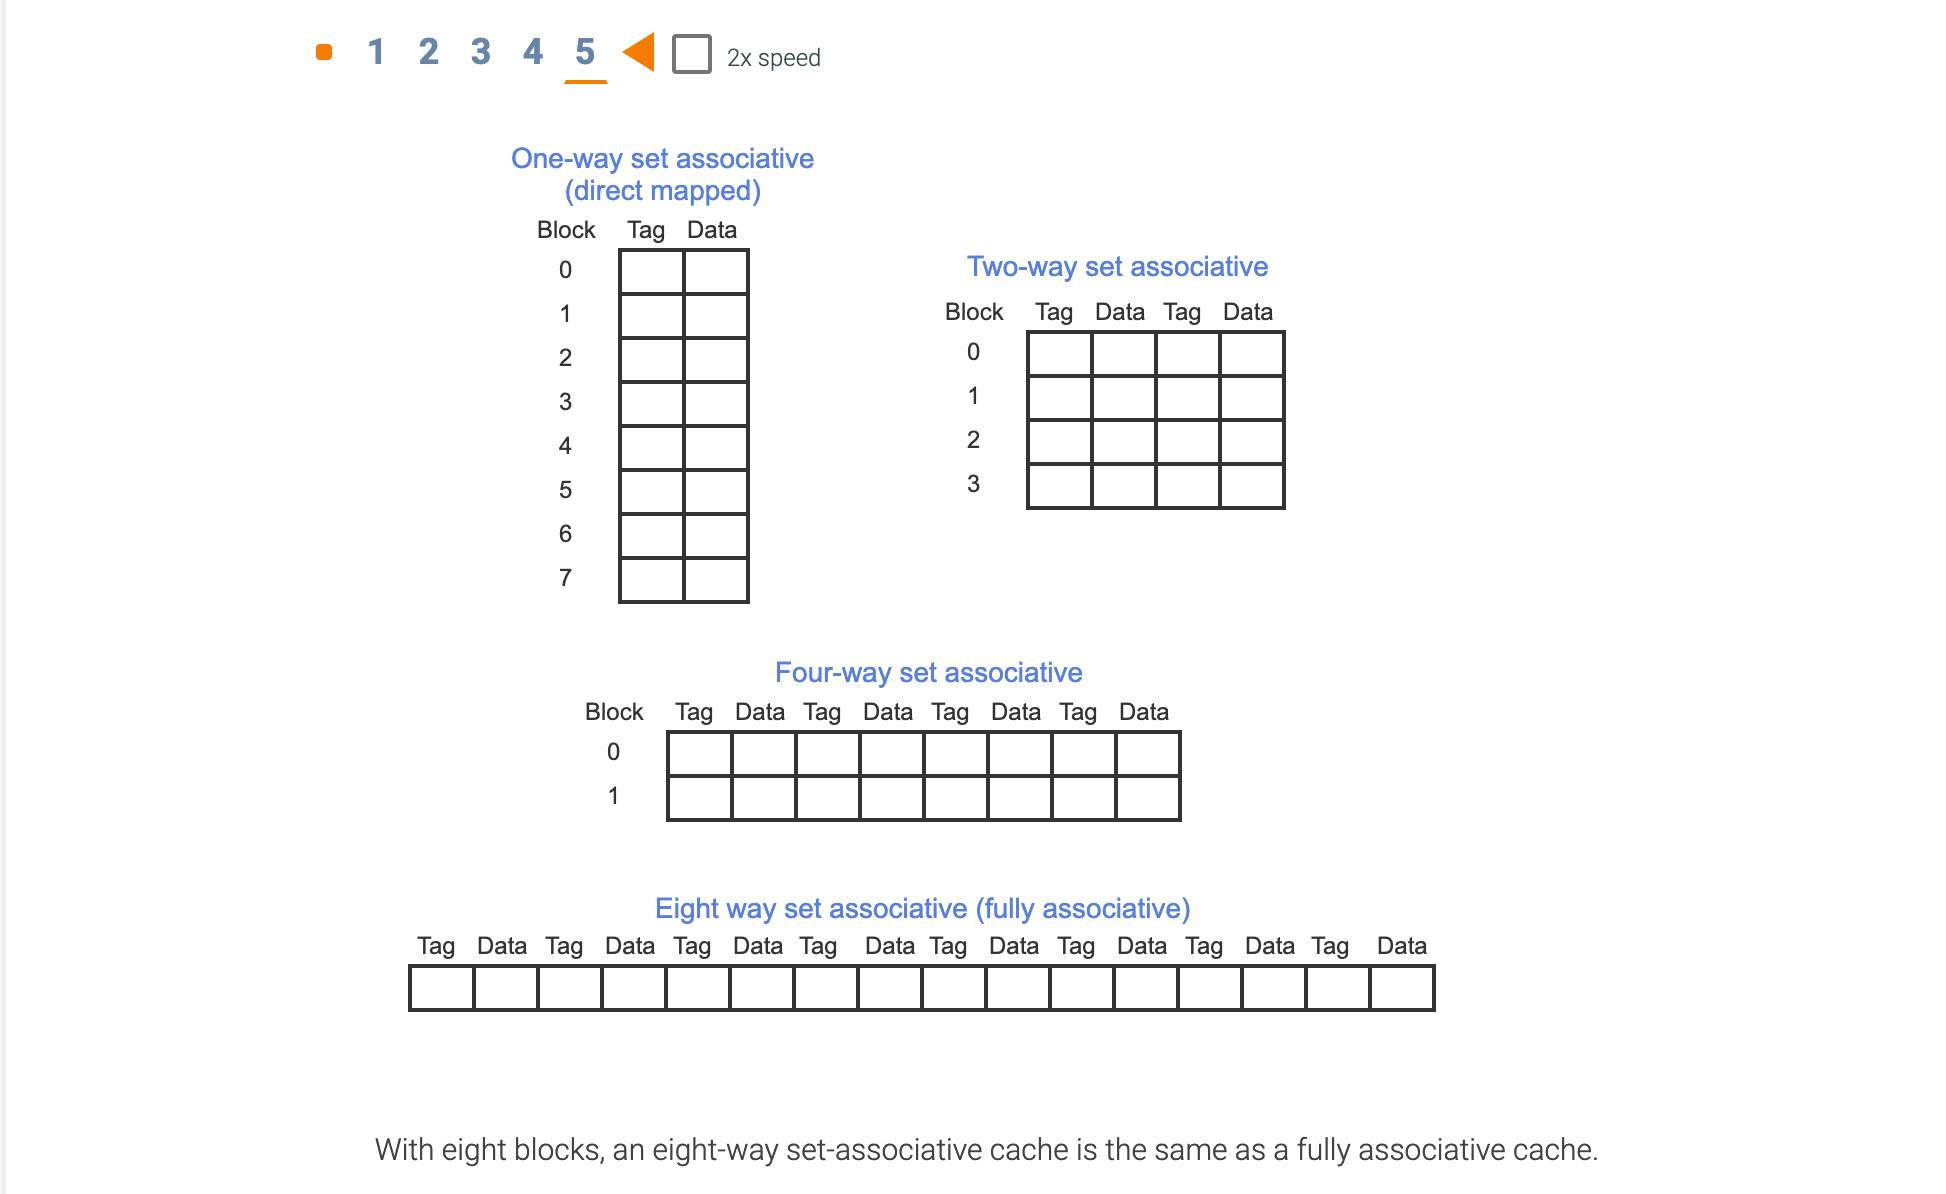 1 2 3 4 5 2x speed
One-way set associative
(direct mapped)
Block Tag Data
0
1
2
3
4
5
6
7
Two-way set associative
Block Tag Data Tag Data
0
1
2
3
Four-way set associative
Block Tag Data Tag Data Tag Data Tag Data
0
1
Eight way set associative (fully associative)
Tag Data Tag Data Tag Data Tag Data Tag Data Tag Data Tag Data Tag Data
With eight blocks, an eight-way set-associative cache is the same as a fully associative cache.